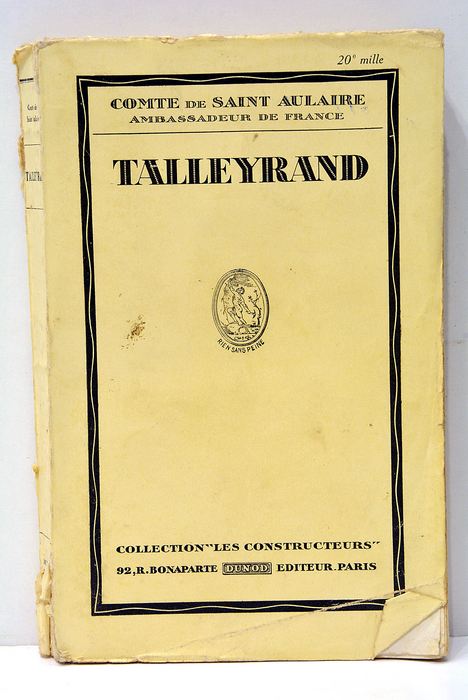 20e mille
COMTE DE SAINT AULAIRE
AMBASSADEUR DE FRANCE
TALLEYRAND
RIEN SANS PEINE
COLLECTION "LES CONSTRUCTEURS"
92, R. BONAPARTE DUNOD EDITEUR. PARIS